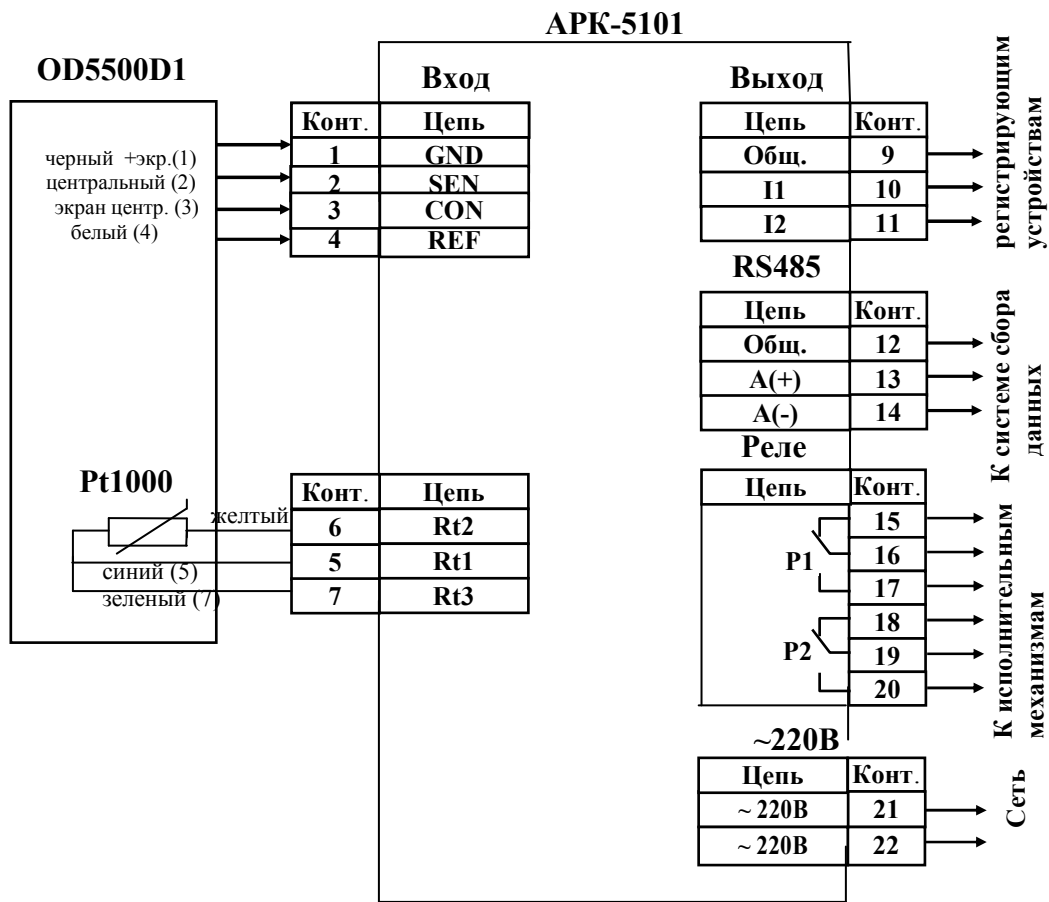 АРК-5101
OD5500D1
черный +экр.(1)
центральный (2)
экран центр. (3)
белый (4)
Вход
Конт. Цепь
1 GND
2 SEN
3 CON
4 REF
Pt1000
желтый
синий (5)
зеленый (7)
Конт. Цепь
6 Rt2
5 Rt1
7 Rt3
Выход
Цепь Конт.
Общ. 9
I1 10
I2 11
регистрирующим
устройствам
RS485
Цепь Конт.
Общ. 12
А(+) 13
А(-) 14
К системе сбора
данных
Реле
Цепь Конт.
15
Р1 16
17
18
Р2 19
20
К исполнительным
механизмам
~220В
Цепь Конт.
~ 220В 21
~ 220В 22
Сеть